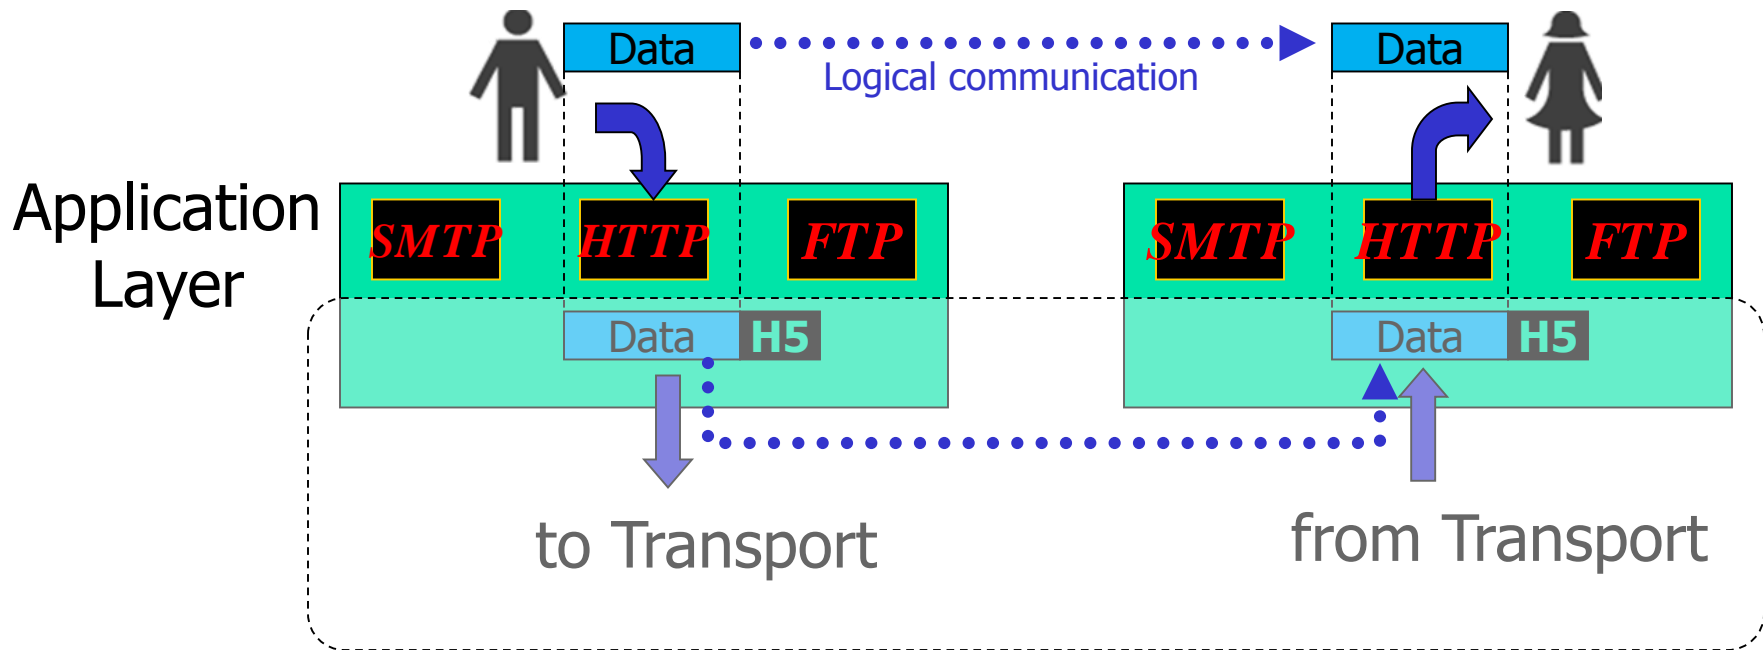 Data
Data
Logical communication
Application
Layer
SMTP HTTP FTP
SMTP HTTP FTP
Data H5
Data H5
to Transport
from Transport